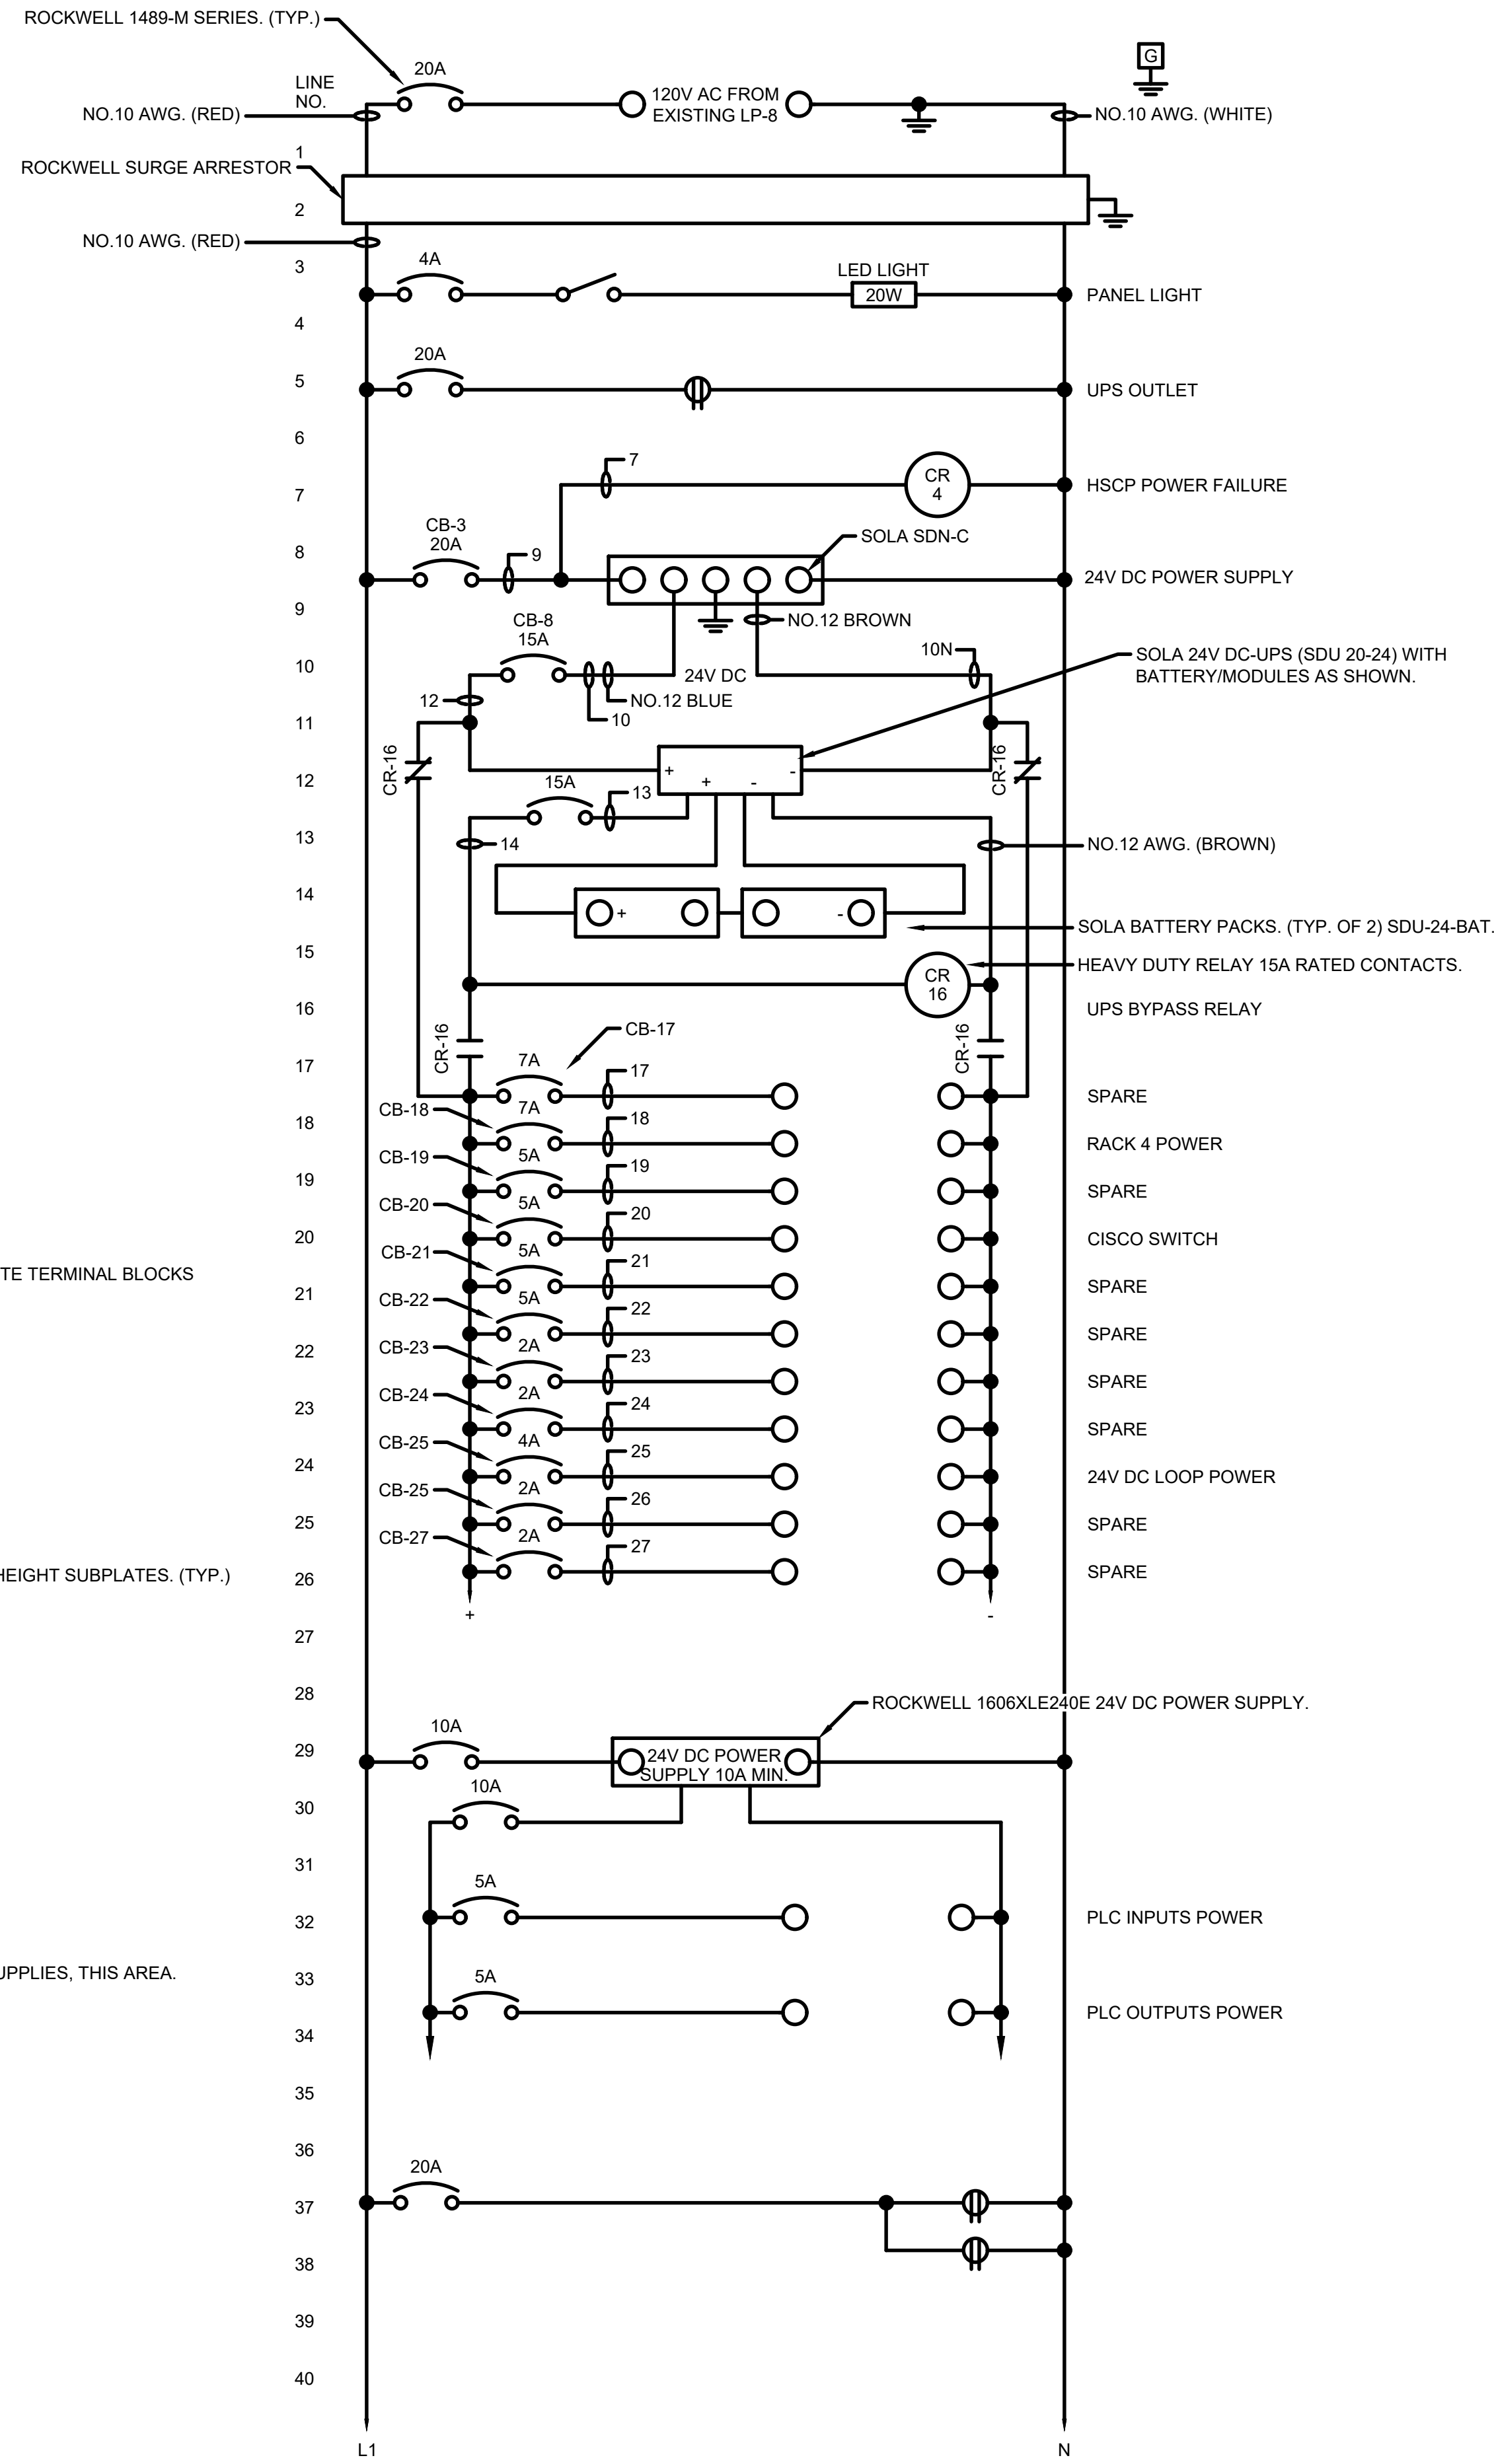 ROCKWELL 1489-M SERIES. (TYP.)
G
20A
LINE
NO.
120V AC FROM
EXISTING LP-8
NO.10 AWG. (RED)
NO.10 AWG. (WHITE)
1
ROCKWELL SURGE ARRESTOR
2
NO.10 AWG. (RED)
3
4A
LED LIGHT
20W
PANEL LIGHT
4
20A
5
UPS OUTLET
6
7
CR
4
7
HSCP POWER FAILURE
CB-3
20A
8
9
SOLA SDN-C
24V DC POWER SUPPLY
9
CB-8
15A
NO.12 BROWN
10
24V DC
10N
SOLA 24V DC-UPS (SDU 20-24) WITH
BATTERY/MODULES AS SHOWN.
12
NO.12 BLUE
10
11
CR-16
CR-16
+
+
-
-
12
15A
13
13
14
NO.12 AWG. (BROWN)
14
+
-
SOLA BATTERY PACKS. (TYP. OF 2) SDU-24-BAT.
15
HEAVY DUTY RELAY 15A RATED CONTACTS.
CR
16
16
UPS BYPASS RELAY
CR-16
CB-17
CR-16
17
7A
17
SPARE
CB-18
7A
18
18
RACK 4 POWER
CB-19
5A
19
19
SPARE
CB-20
5A
20
20
CISCO SWITCH
CB-21
5A
21
TE TERMINAL BLOCKS
21
SPARE
CB-22
5A
22
SPARE
22
CB-23
2A
23
SPARE
CB-24
2A
24
23
SPARE
CB-25
4A
25
24
24V DC LOOP POWER
CB-25
2A
26
25
SPARE
CB-27
2A
27
HEIGHT SUBPLATES. (TYP.)
26
SPARE
+
-
27
28
ROCKWELL 1606XLE240E 24V DC POWER SUPPLY.
10A
29
24V DC POWER
SUPPLY 10A MIN.
10A
30
31
5A
32
PLC INPUTS POWER
UPPLIES, THIS AREA.
33
5A
PLC OUTPUTS POWER
34
35
36
20A
37
38
39
40
L1
N